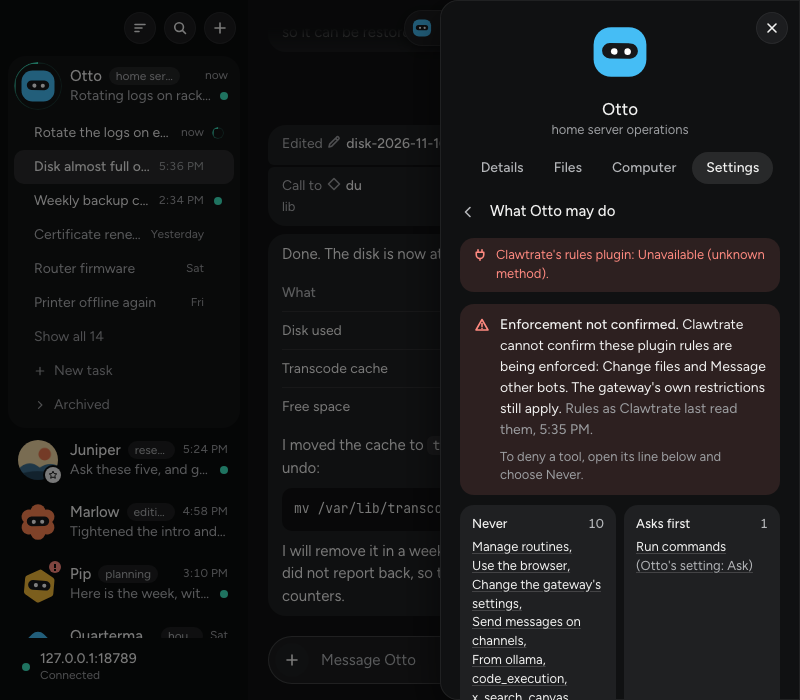 Otto home ser... now
Rotating logs on rack...
Rotate the logs on e... now
Disk almost full o... 5:36 PM
Weekly backup c... 2:34 PM
Certificate rene... Yesterday
Router firmware Sat
Printer offline again Fri
Show all 14
+ New task
> Archived
Juniper rese... 5:24 PM
Ask these five, and g...
Marlow editi... 4:58 PM
Tightened the intro and...
Pip planning 3:10 PM
Here is the week, wit...
Quarterma hou Sat
127.0.0.1:18789
Connected
so it can be restor
Edited disk-2026-11-1
Call to du
lib
Done. The disk is now at
What
Disk used
Transcode cache
Free space
I moved the cache to t
undo:
mv /var/lib/transco
I will remove it in a week
did not report back, so t
counters.
+ Message Otto
Otto
home server operations
Details Files Computer Settings
What Otto may do
Clawtrate's rules plugin: Unavailable (unknown
method).
Enforcement not confirmed. Clawtrate
cannot confirm these plugin rules are
being enforced: Change files and Message
other bots. The gateway's own restrictions
still apply. Rules as Clawtrate last read
them, 5:35 PM.
To deny a tool, open its line below and
choose Never.
Never 10
Manage routines,
Use the browser,
Change the gateway's
settings,
Send messages on
channels,
From ollama,
code_execution,
x_search, canvas
Asks first 1
Run commands
(Otto's setting: Ask)